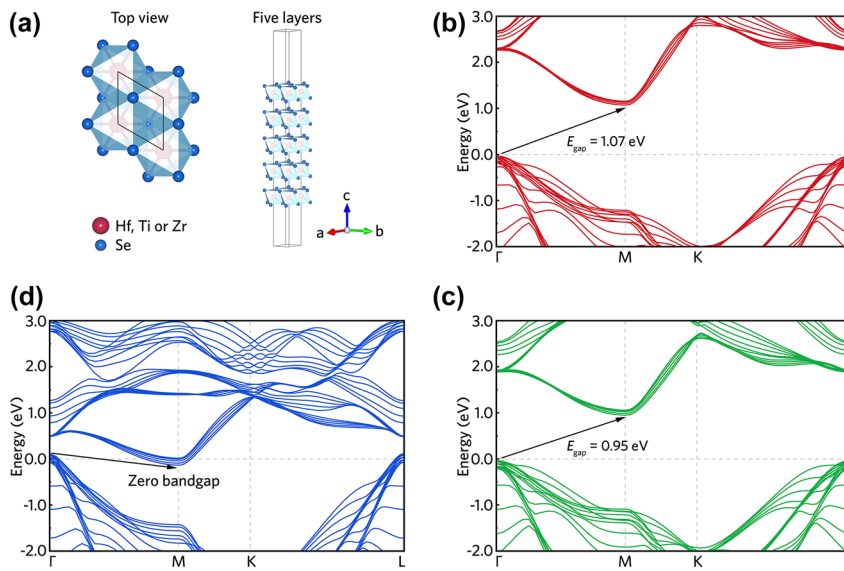 (a)
Top view
Five layers
Hf, Ti or Zr
Se
c
a
b
(b)
3.0
2.0
1.0
0.0
-1.0
-2.0
Energy (eV)
Egap = 1.07 eV
Γ
M
K
(d)
3.0
2.0
1.0
0.0
-1.0
-2.0
Energy (eV)
Zero bandgap
Γ
M
K
L
(c)
3.0
2.0
1.0
0.0
-1.0
-2.0
Energy (eV)
Egap = 0.95 eV
Γ
M
K